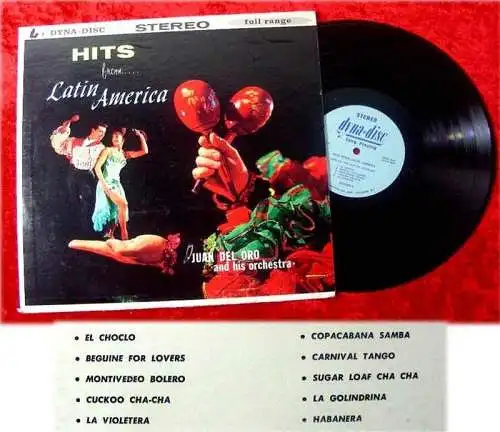 DYNA-DISC STEREO full range
HITS
from.....
Latin America
JUAN DEL ORO
and his orchestra
STEREO
dyna-disc
Long Playing
• EL CHOCLO
• BEGUINE FOR LOVERS
• MONTIVEDEO BOLERO
• CUCKOO CHA-CHA
• LA VIOLETERA
• COPACABANA SAMBA
• CARNIVAL TANGO
• SUGAR LOAF CHA CHA
• LA GOLINDRINA
• HABANERA